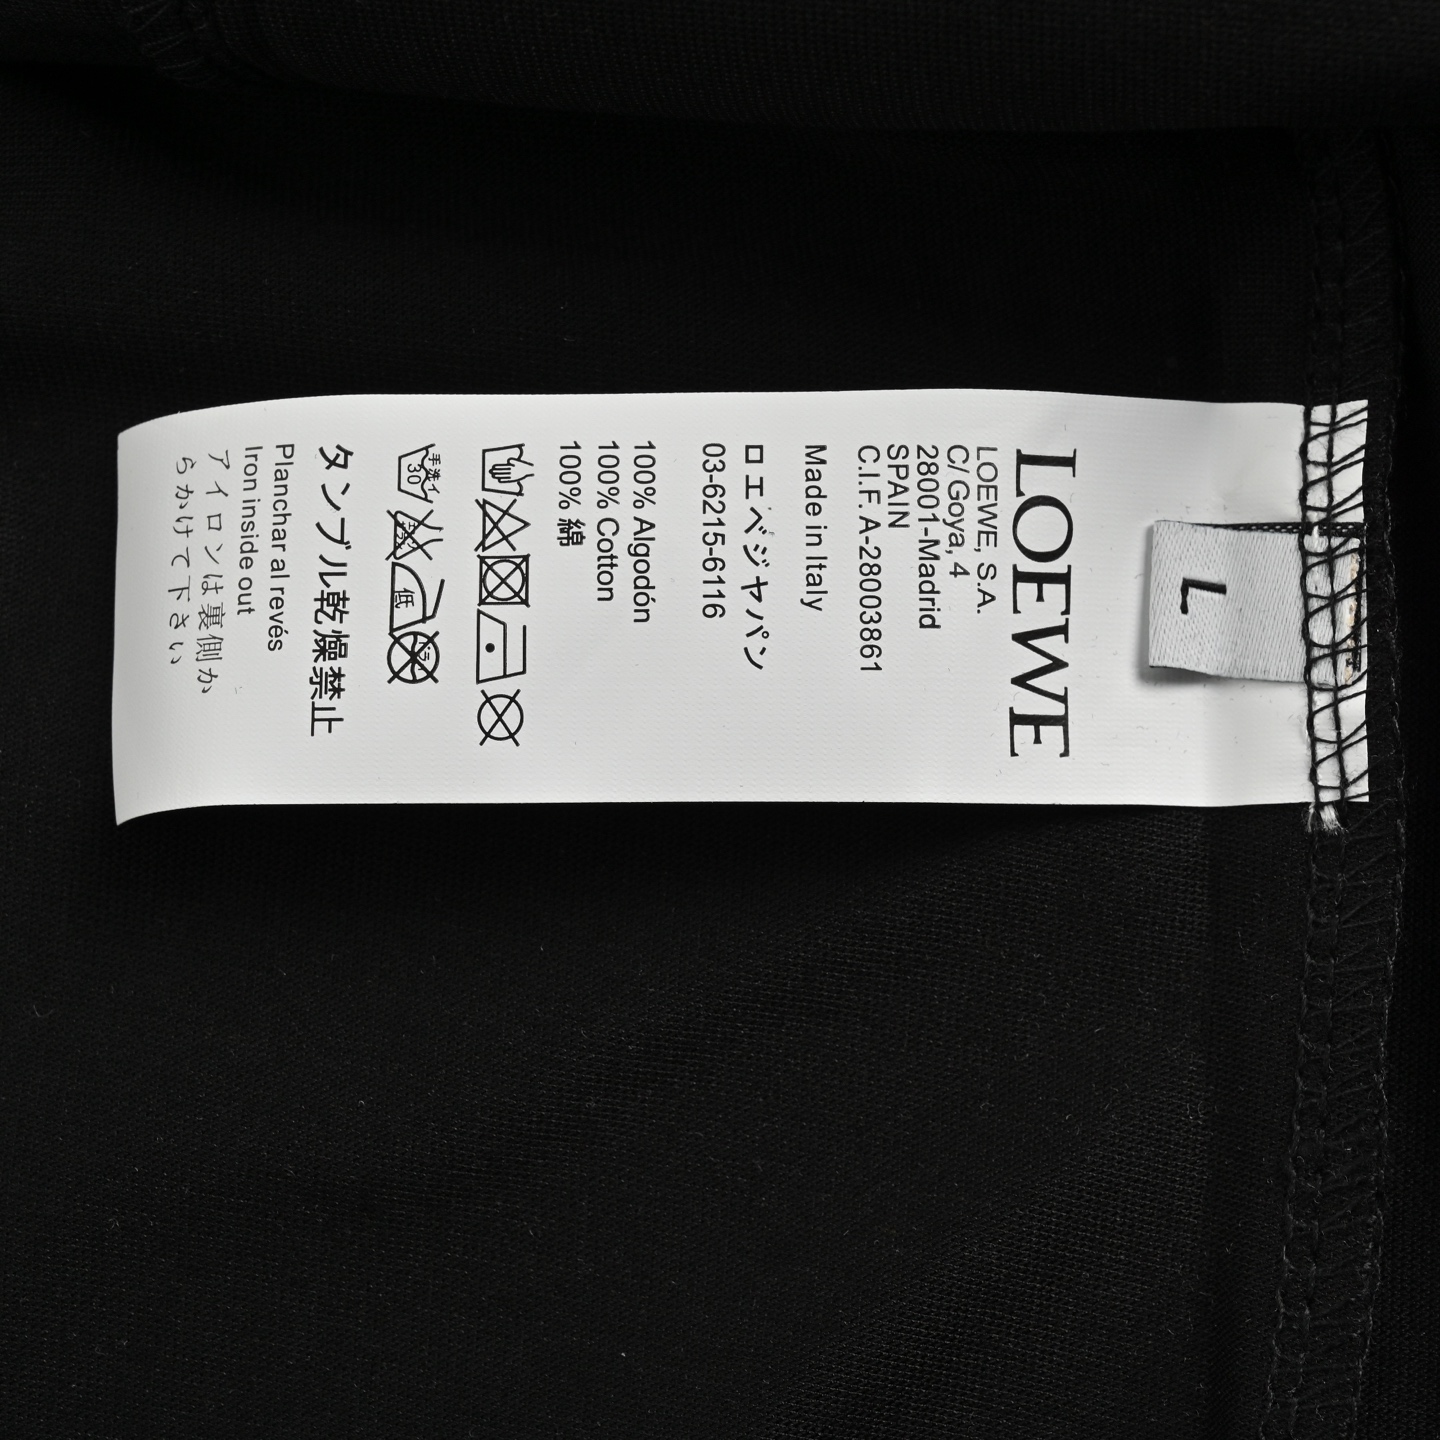 L
LOEWE
LOEWE, S.A.
C/Goya, 4
28001-Madrid
SPAIN
C.I.F. A-28003861
Made in Italy
ロエベジャパン
03-6215-6116
100% Algodón
100% Cotton
100% 綿
手洗イ
30
低
タンブル乾燥禁止
Planchar al revés
Iron inside out
アイロンは裏側か
らかけて下さい